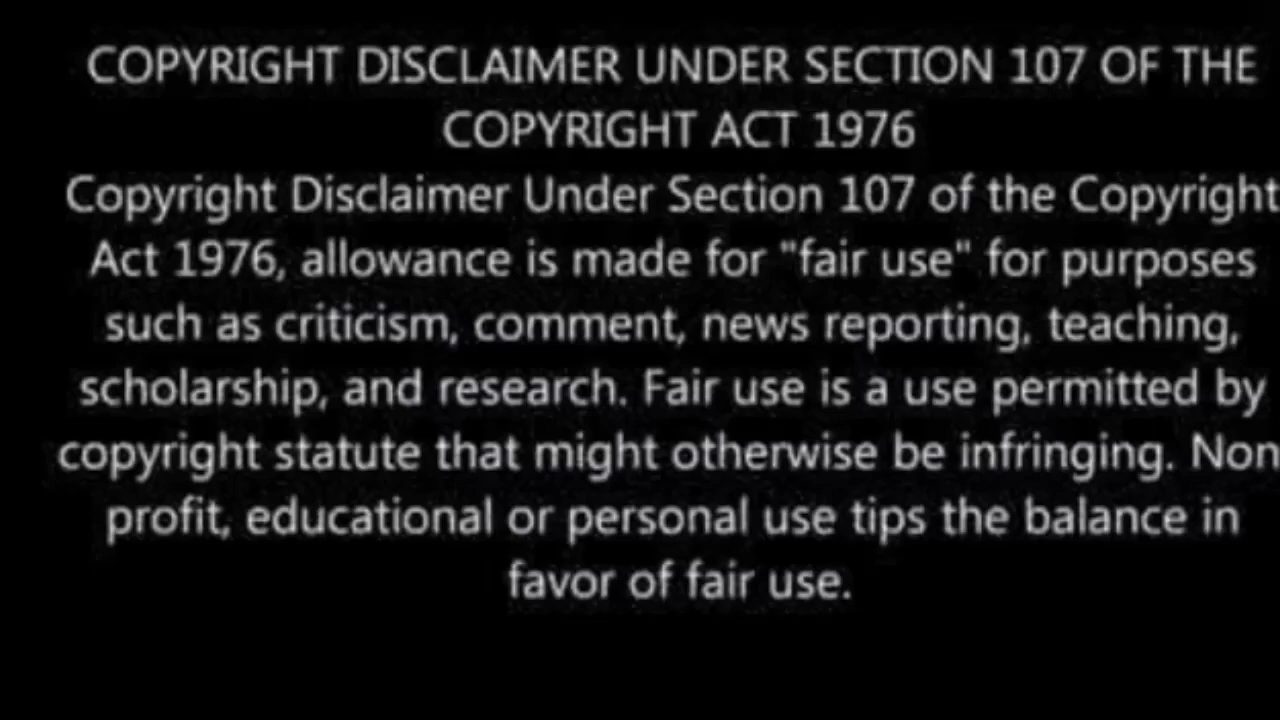 COPYRIGHT DISCLAIMER UNDER SECTION 107 OF THE
COPYRIGHT ACT 1976
Copyright Disclaimer Under Section 107 of the Copyright
Act 1976, allowance is made for "fair use" for purposes
such as criticism, comment, news reporting, teaching,
scholarship, and research. Fair use is a use permitted by
copyright statute that might otherwise be infringing. Non
profit, educational or personal use tips the balance in
favor of fair use.